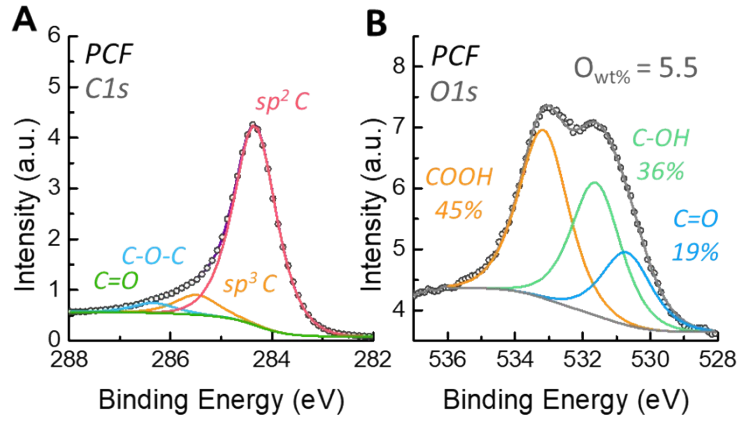 A
PCF
C1s
sp² C
C-O-C
C=O
sp³ C
6
5
4
3
2
1
0
288
286
284
282
Intensity (a.u.)
Binding Energy (eV)
B
PCF
O1s
Owt% = 5.5
C-OH
36%
COOH
45%
C=O
19%
8
7
6
5
4
536
534
532
530
528
Intensity (a.u.)
Binding Energy (eV)